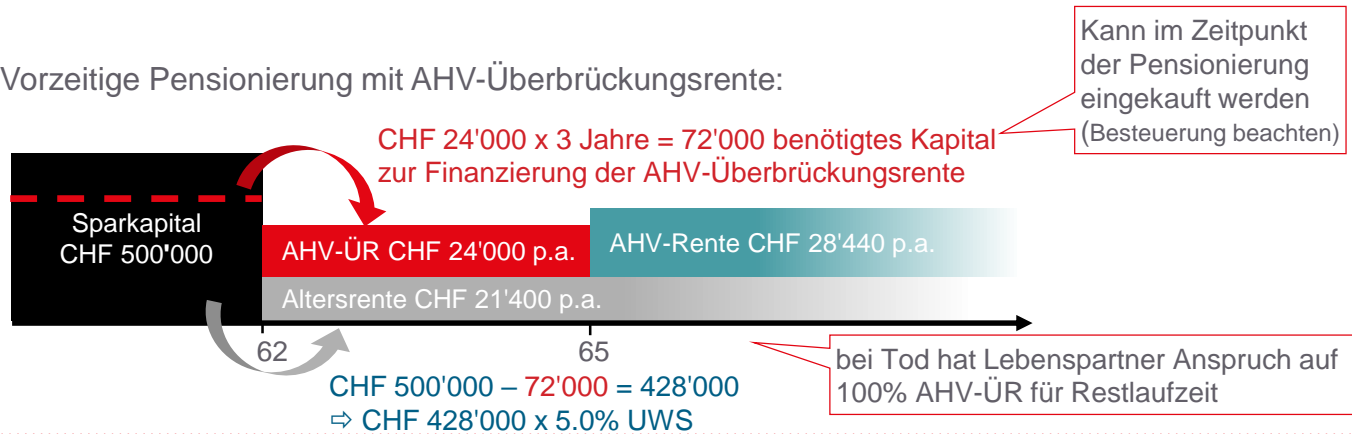 Kann im Zeitpunkt
der Pensionierung
eingekauft werden
(Besteuerung beachten)
Vorzeitige Pensionierung mit AHV-Überbrückungsrente:
CHF 24'000 x 3 Jahre = 72'000 benötigtes Kapital
zur Finanzierung der AHV-Überbrückungsrente
Sparkapital
CHF 500'000
AHV-ÜR CHF 24'000 p.a.
AHV-Rente CHF 28'440 p.a.
Altersrente CHF 21'400 p.a.
62
65
bei Tod hat Lebenspartner Anspruch auf
100% AHV-ÜR für Restlaufzeit
CHF 500'000 – 72'000 = 428'000
⇨ CHF 428'000 x 5.0% UWS